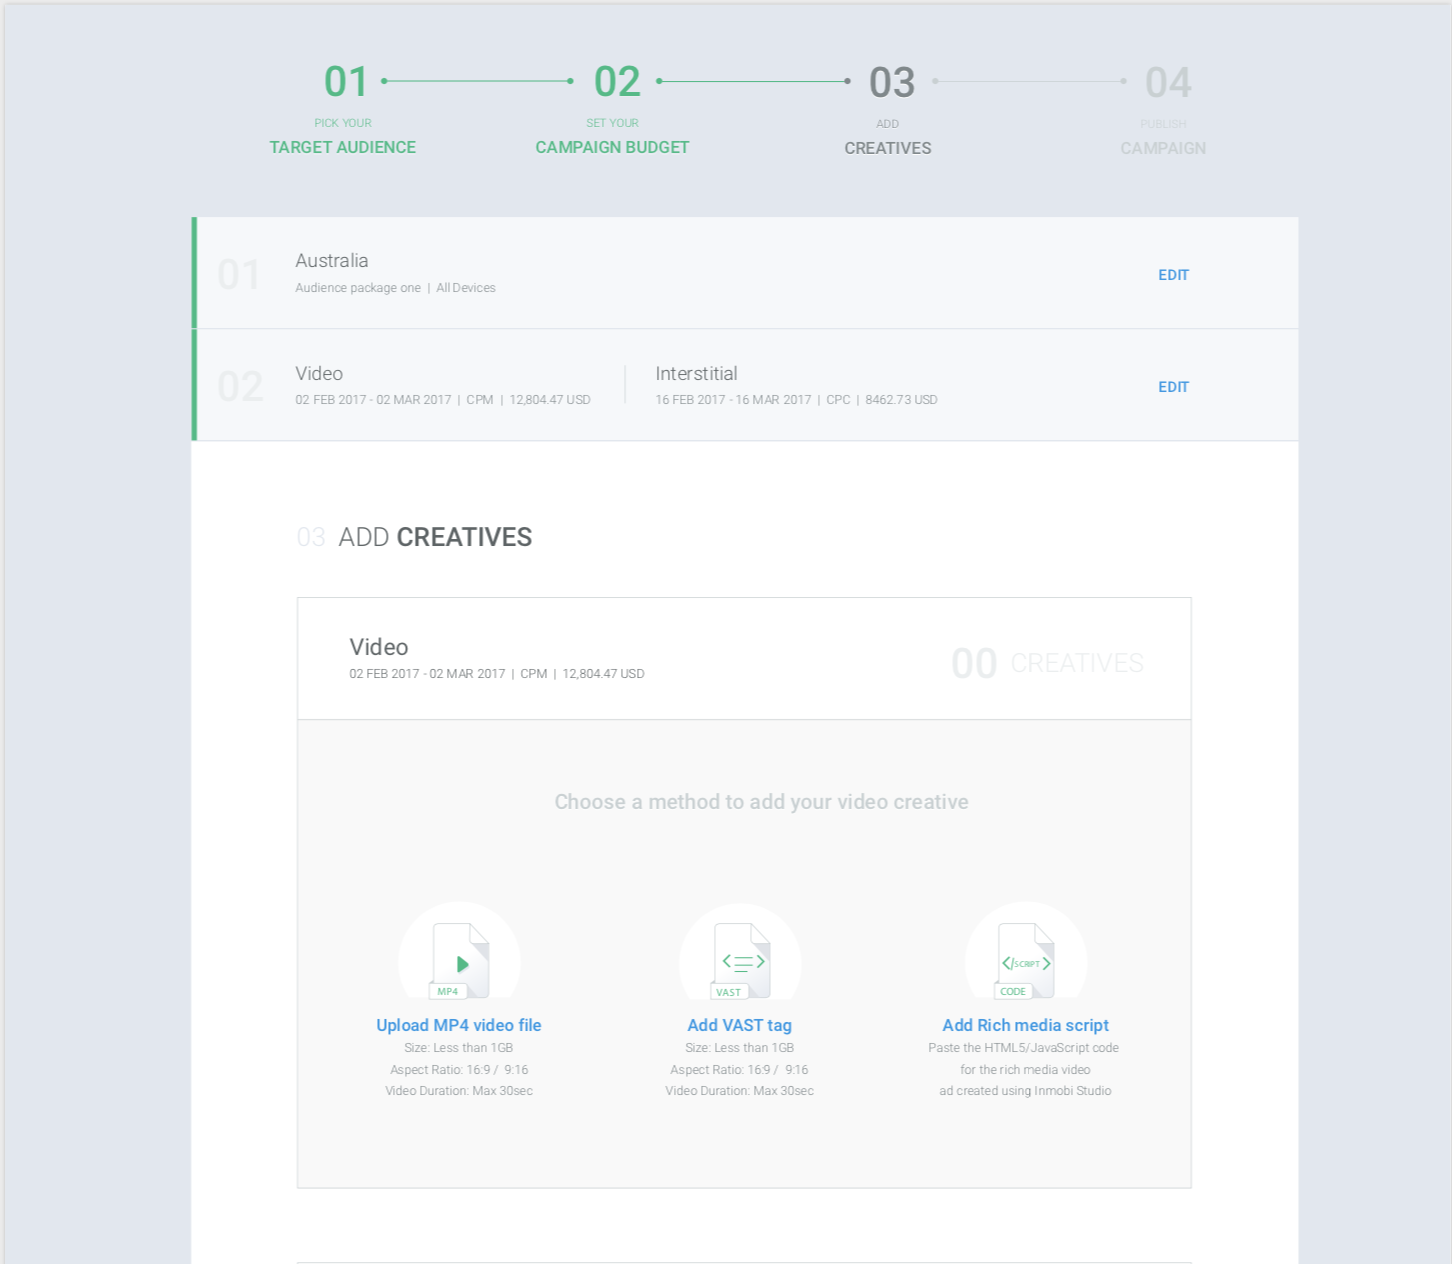 01
02
03
04
PICK YOUR
SET YOUR
ADD
PUBLISH
TARGET AUDIENCE
CAMPAIGN BUDGET
CREATIVES
CAMPAIGN
01
Australia
Audience package one | All Devices
EDIT
02
Video
02 FEB 2017 - 02 MAR 2017 | CPM | 12,804.47 USD
Interstitial
16 FEB 2017 - 16 MAR 2017 | CPC | 8462.73 USD
EDIT
03 ADD CREATIVES
Video
02 FEB 2017 - 02 MAR 2017 | CPM | 12,804.47 USD
00 CREATIVES
Choose a method to add your video creative
MP4
Upload MP4 video file
Size: Less than 1GB
Aspect Ratio: 16:9 / 9:16
Video Duration: Max 30sec
VAST
Add VAST tag
Size: Less than 1GB
Aspect Ratio: 16:9 / 9:16
Video Duration: Max 30sec
</SCRIPT>
CODE
Add Rich media script
Paste the HTML5/JavaScript code
for the rich media video
ad created using Inmobi Studio